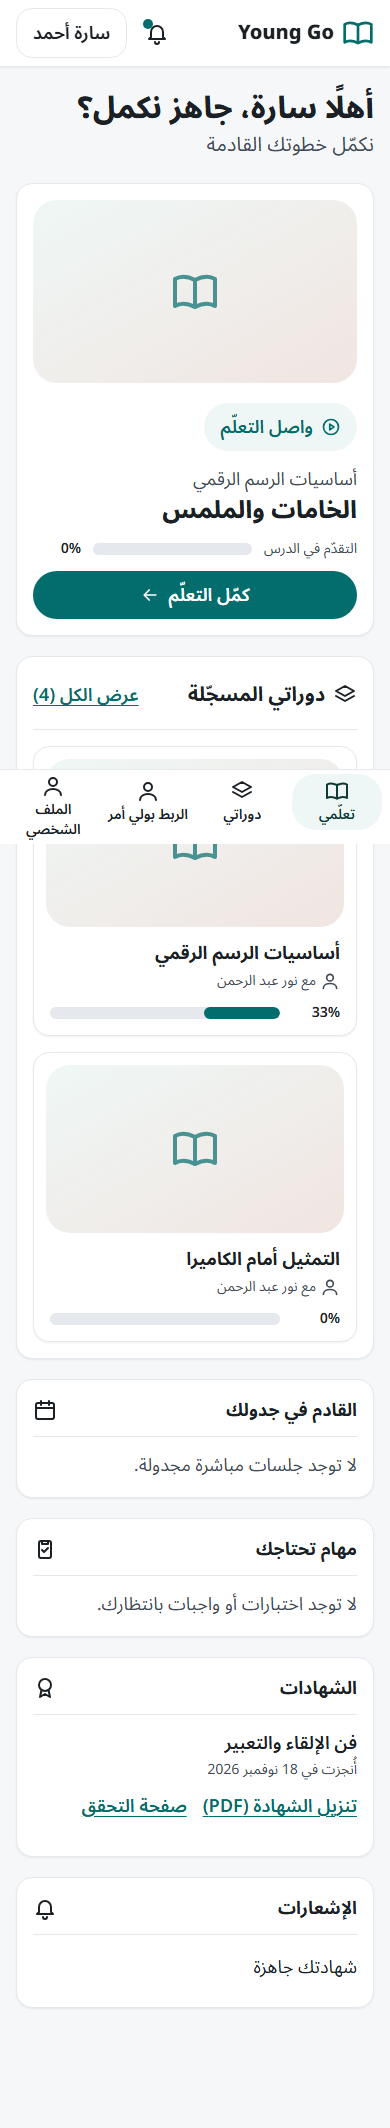 Young Go
سارة أحمد
أهلًا سارة، جاهز نكمل؟
نكمّل خطوتك القادمة
واصل التعلّم
أساسيات الرسم الرقمي
الخامات والملمس
التقدّم في الدرس
0%
كمّل التعلّم
دوراتي المسجّلة
عرض الكل (4)
تعلّمي
دوراتي
الربط بولي أمر
الملف
الشخصي
أساسيات الرسم الرقمي
مع نور عبد الرحمن
33%
التمثيل أمام الكاميرا
مع نور عبد الرحمن
0%
القادم في جدولك
لا توجد جلسات مباشرة مجدولة.
مهام تحتاجك
لا توجد اختبارات أو واجبات بانتظارك.
الشهادات
فن الإلقاء والتعبير
أُنجزت في 18 نوفمبر 2026
تنزيل الشهادة (PDF)
صفحة التحقق
الإشعارات
شهادتك جاهزة